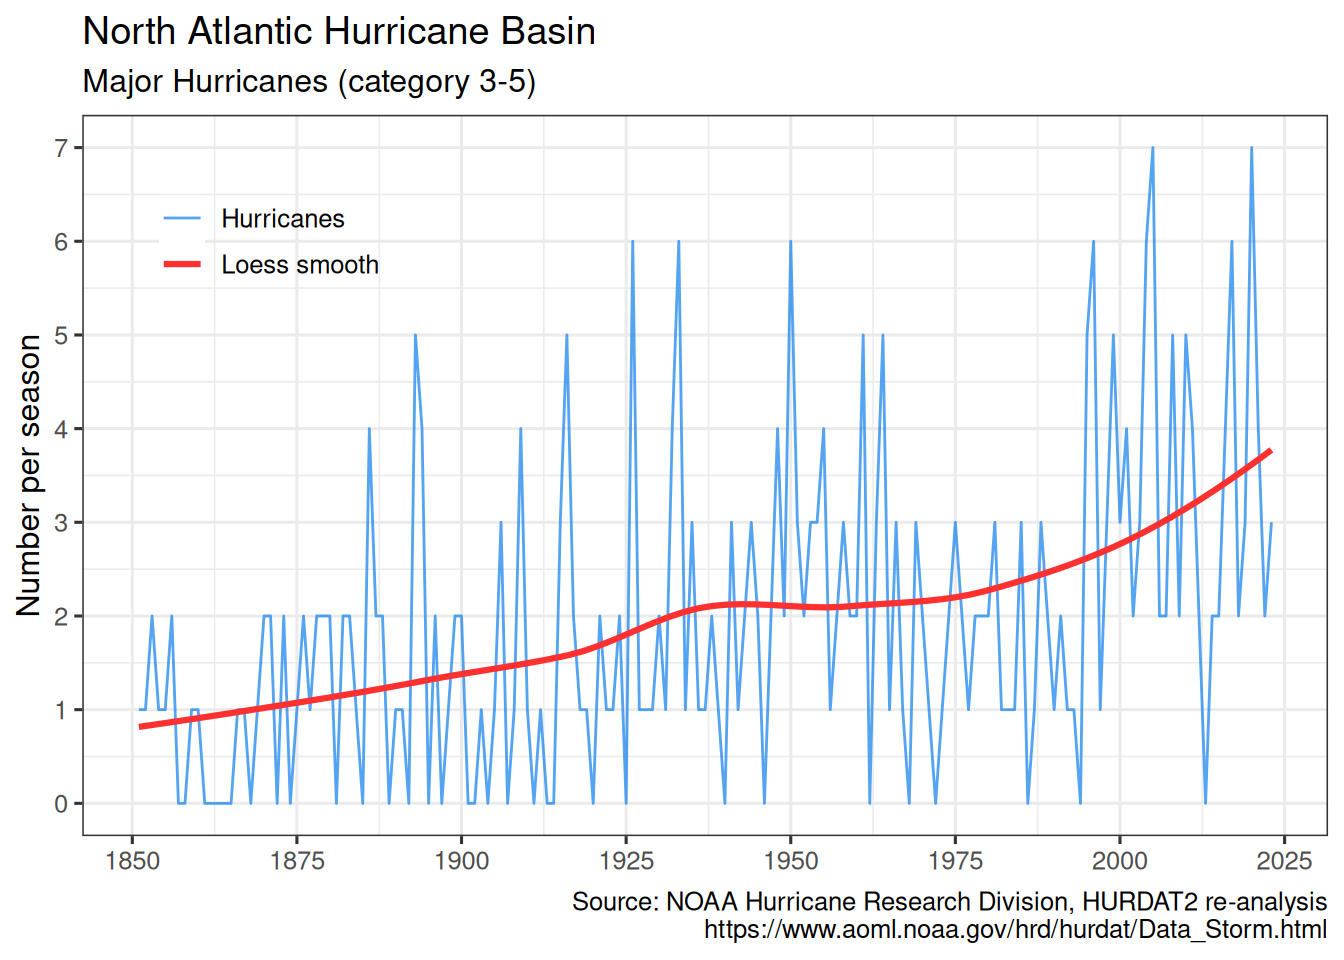 North Atlantic Hurricane Basin
Major Hurricanes (category 3-5)
Number per season
7
6
5
4
3
2
1
0
Hurricanes
Loess smooth
1850 1875 1900 1925 1950 1975 2000 2025
Source: NOAA Hurricane Research Division, HURDAT2 re-analysis
https://www.aoml.noaa.gov/hrd/hurdat/Data_Storm.html